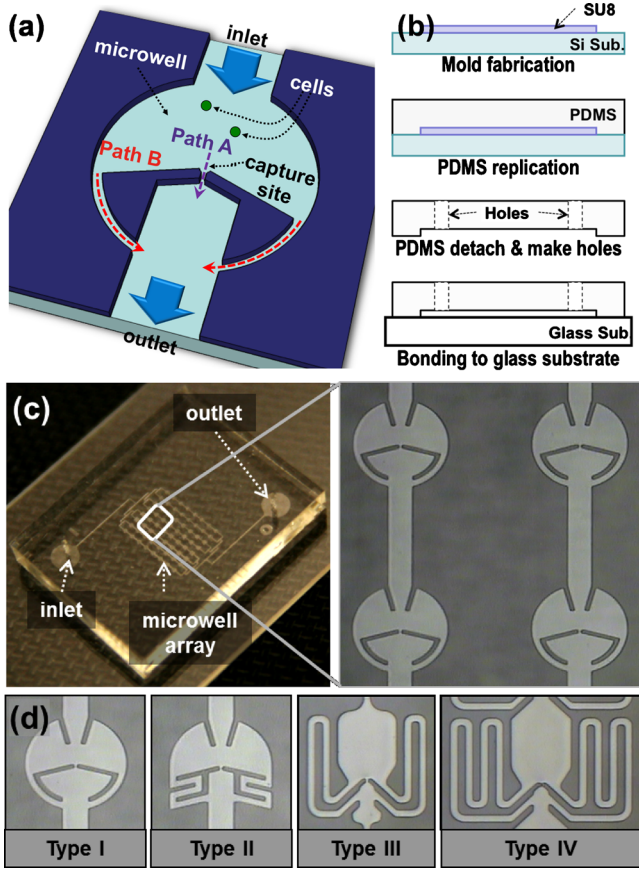 (a)
inlet
microwell
cells
Path A
Path B
capture
site
outlet
(b)
SU8
Si Sub.
Mold fabrication
PDMS
PDMS replication
Holes
PDMS detach & make holes
Glass Sub
Bonding to glass substrate
(c)
outlet
inlet
microwell
array
(d)
Type I
Type II
Type III
Type IV